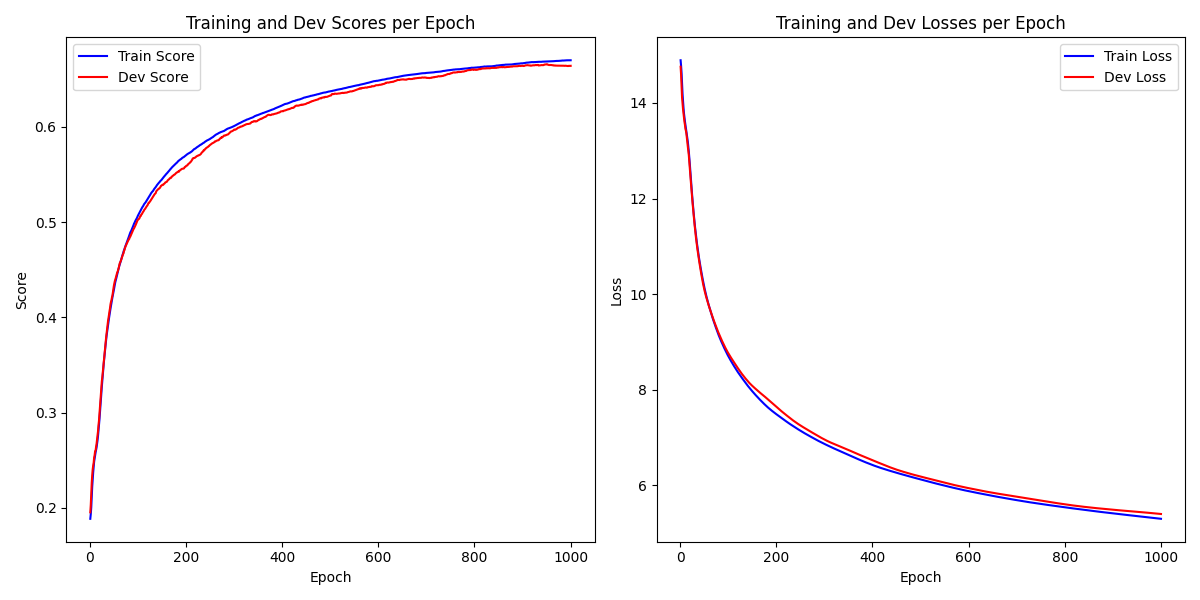 Training and Dev Scores per Epoch
Train Score
Dev Score
0.6
0.5
0.4
0.3
0.2
Score
0 200 400 600 800 1000
Epoch
Training and Dev Losses per Epoch
Train Loss
Dev Loss
14
12
10
8
6
Loss
0 200 400 600 800 1000
Epoch